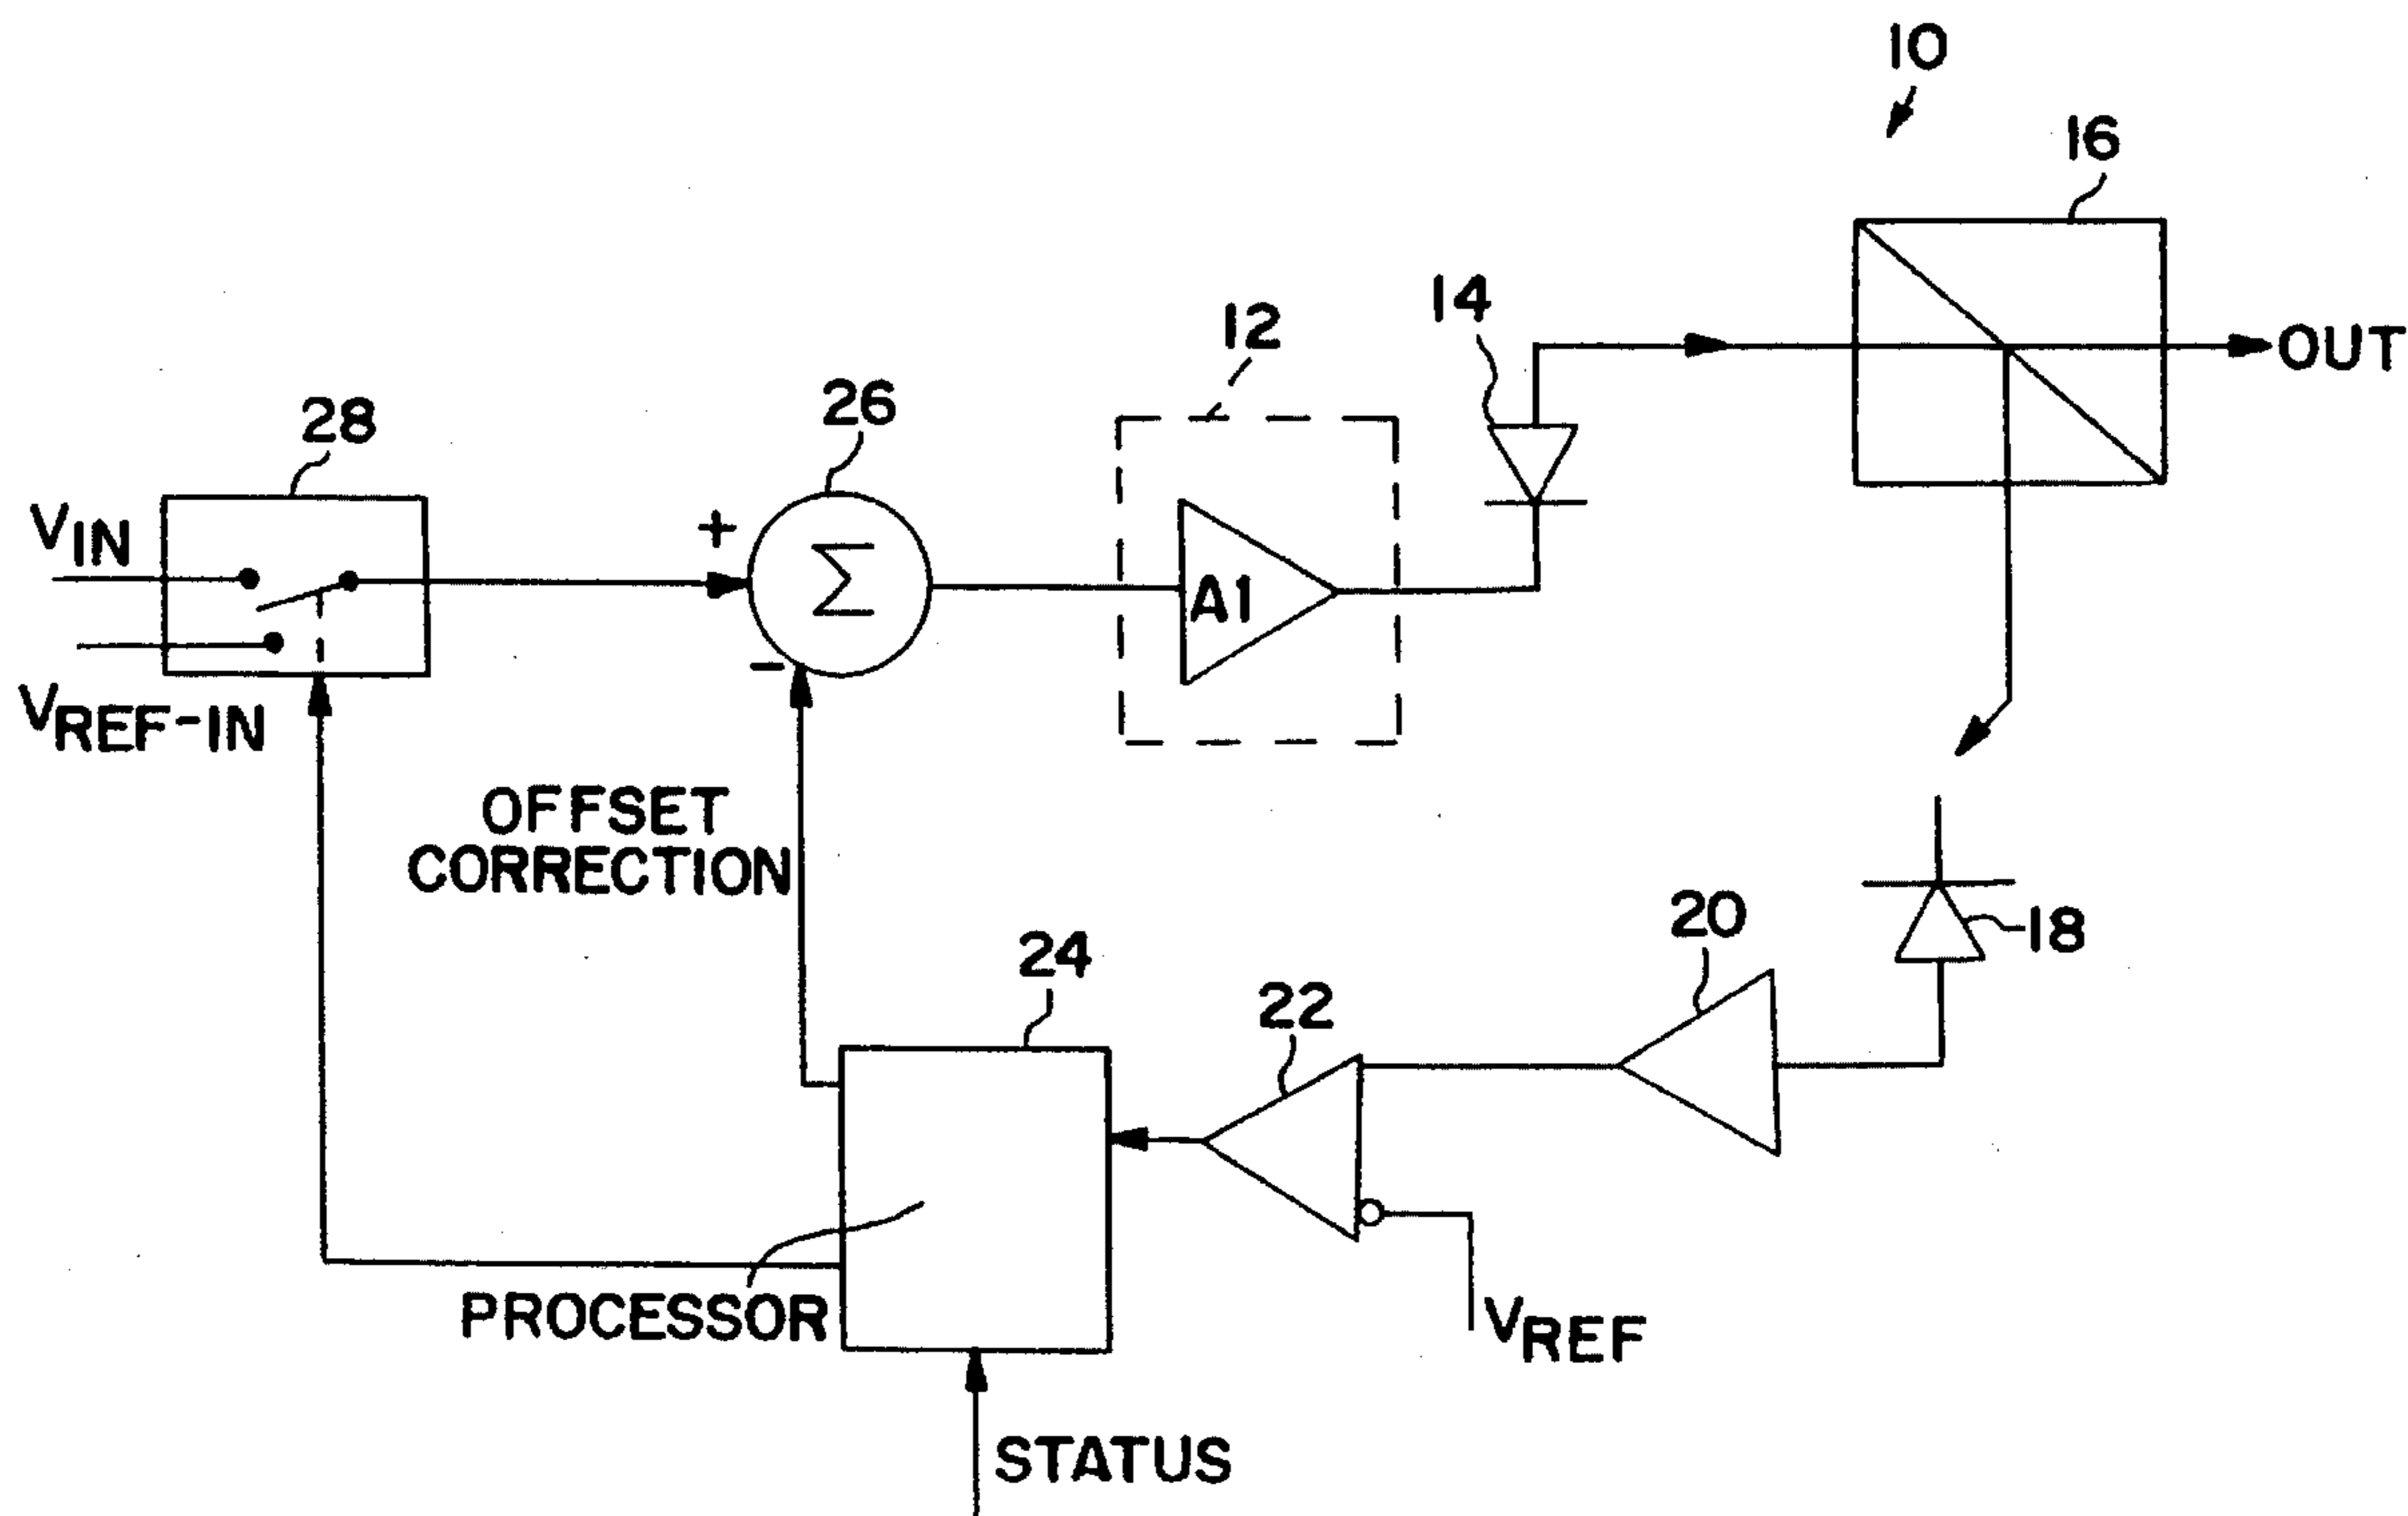 10
16
14
12
OUT
26
28
VIN
+
Σ
A1
-
VREF-IN
OFFSET
CORRECTION
20
18
24
22
PROCESSOR
VREF
STATUS